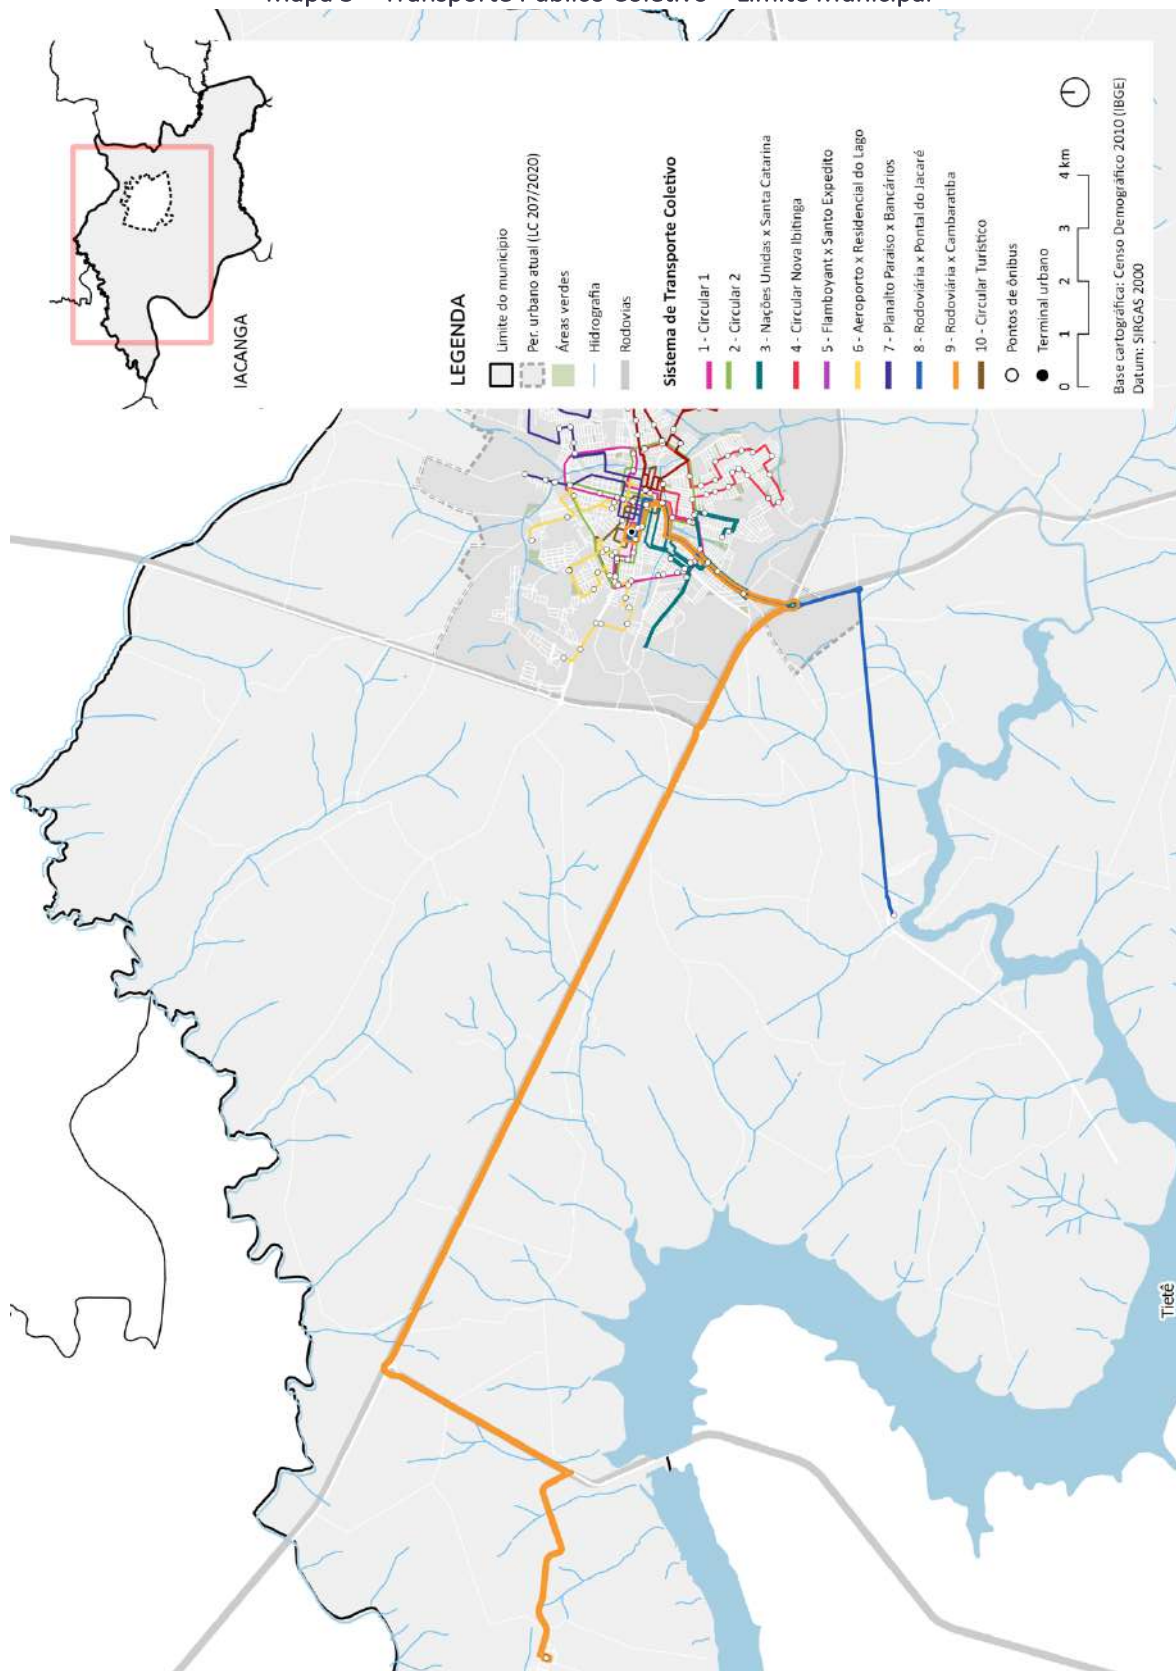 Mapa 3 – Transporte Público Coletivo – Limite Municipal
IACANGA
LEGENDA
Limite do município
Per. urbano atual (LC 207/2020)
Áreas verdes
Hidrografia
Rodovias
Sistema de Transporte Coletivo
1 - Circular 1
2 - Circular 2
3 - Nações Unidas x Santa Catarina
4 - Circular Nova Ibitinga
5 - Flamboyant x Santo Expedito
6 - Aeroporto x Residencial do Lago
7 - Planalto Paraíso x Bancários
8 - Rodoviária x Pontal do Jacaré
9 - Rodoviária x Cambaratiba
10 - Circular Turístico
Pontos de ônibus
Terminal urbano
0 1 2 3 4 km
Base cartográfica: Censo Demográfico 2010 (IBGE)
Datum: SIRGAS 2000
Tietê